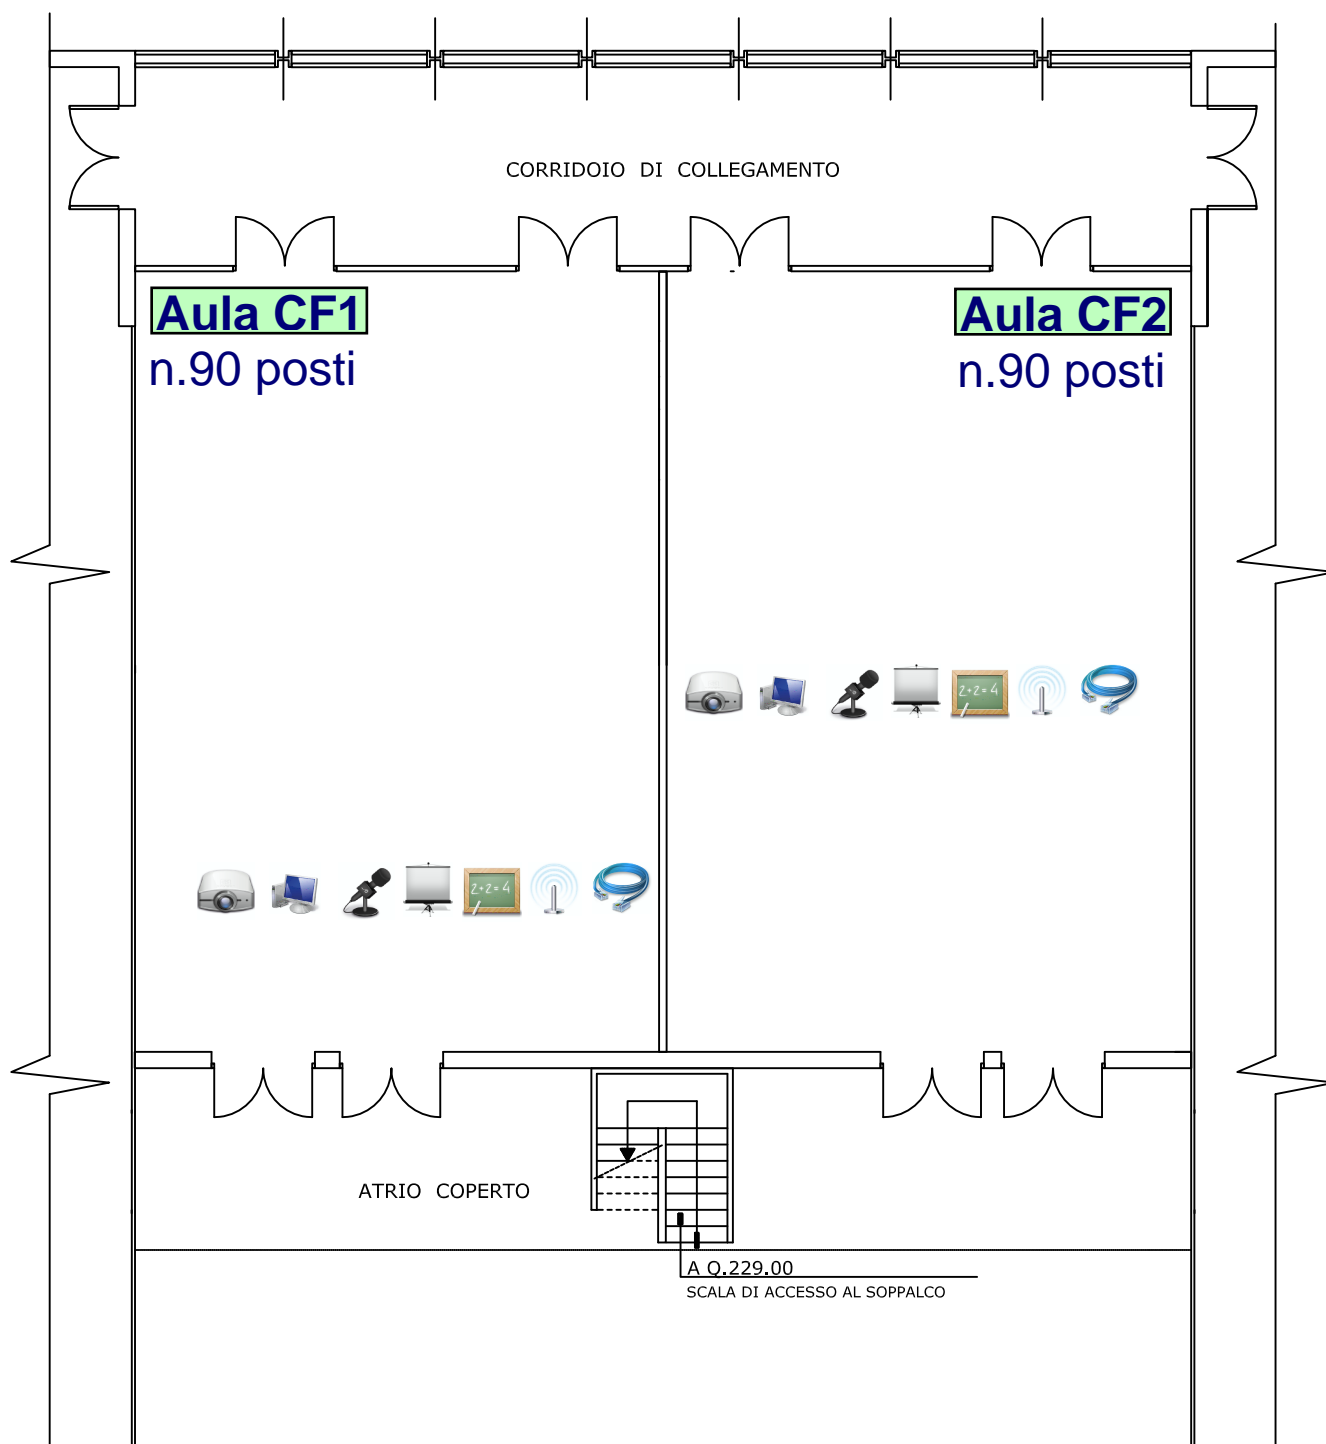 CORRIDOIO DI COLLEGAMENTO
Aula CF1
n.90 posti
Aula CF2
n.90 posti
2+2=4
2+2=4
ATRIO COPERTO
A Q.229.00
SCALA DI ACCESSO AL SOPPALCO